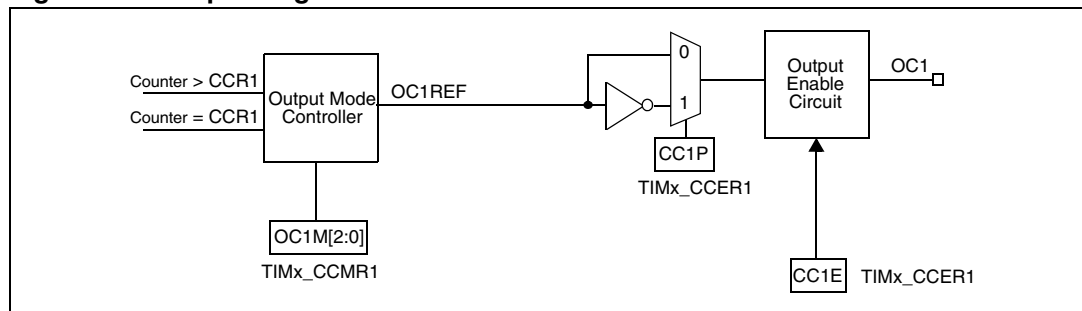 Counter > CCR1
Counter = CCR1
Output Mode
Controller
OC1REF
OC1M[2:0]
TIMx_CCMR1
0
1
CC1P
TIMx_CCER1
Output
Enable
Circuit
OC1
CC1E
TIMx_CCER1